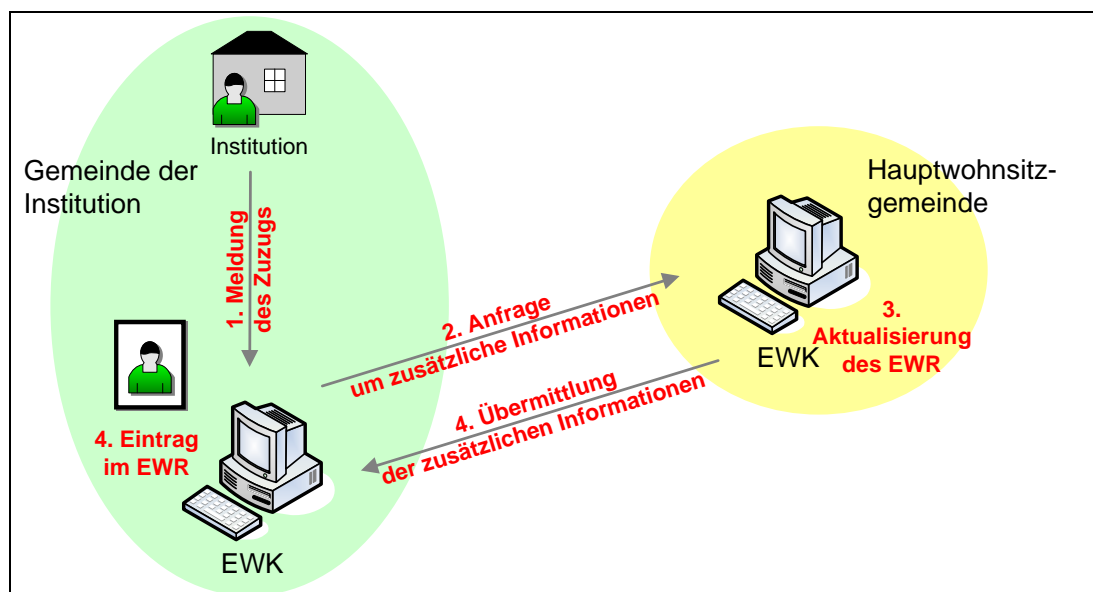 Institution
Gemeinde der
Institution
1. Meldung
des Zuzugs
Hauptwohnsitz-
gemeinde
2. Anfrage
um zusätzliche Informationen
3.
Aktualisierung
des EWR
EWK
4. Übermittlung
der zusätzlichen Informationen
4. Eintrag
im EWR
EWK